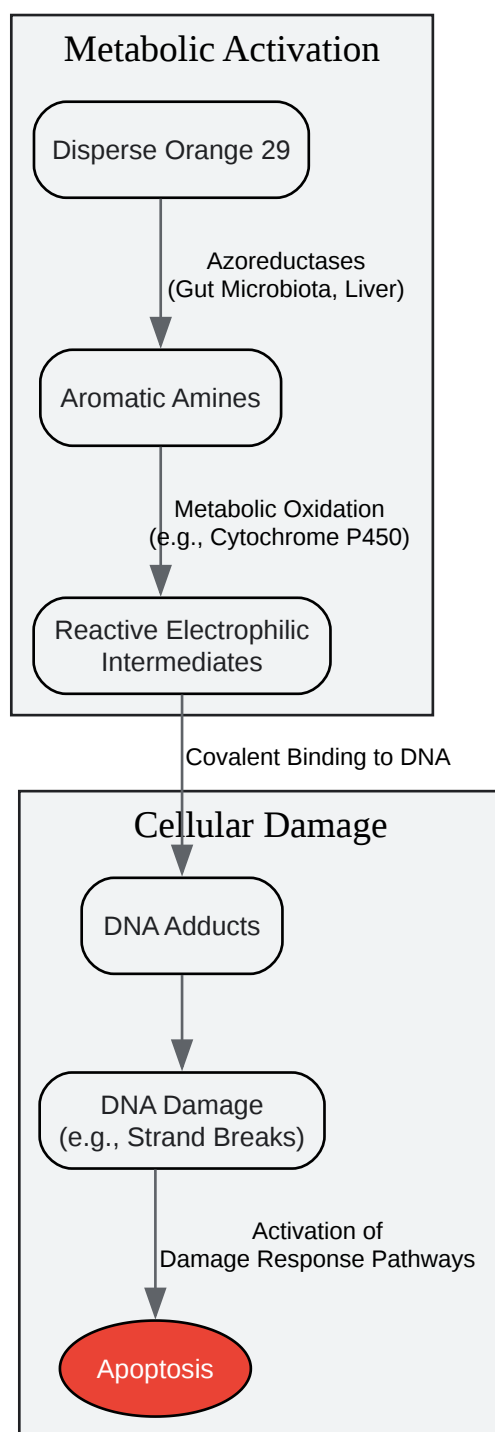 Metabolic Activation
Disperse Orange 29
Azoreductases
(Gut Microbiota, Liver)
Aromatic Amines
Metabolic Oxidation
(e.g., Cytochrome P450)
Reactive Electrophilic
Intermediates
Covalent Binding to DNA
Cellular Damage
DNA Adducts
DNA Damage
(e.g., Strand Breaks)
Activation of
Damage Response Pathways
Apoptosis